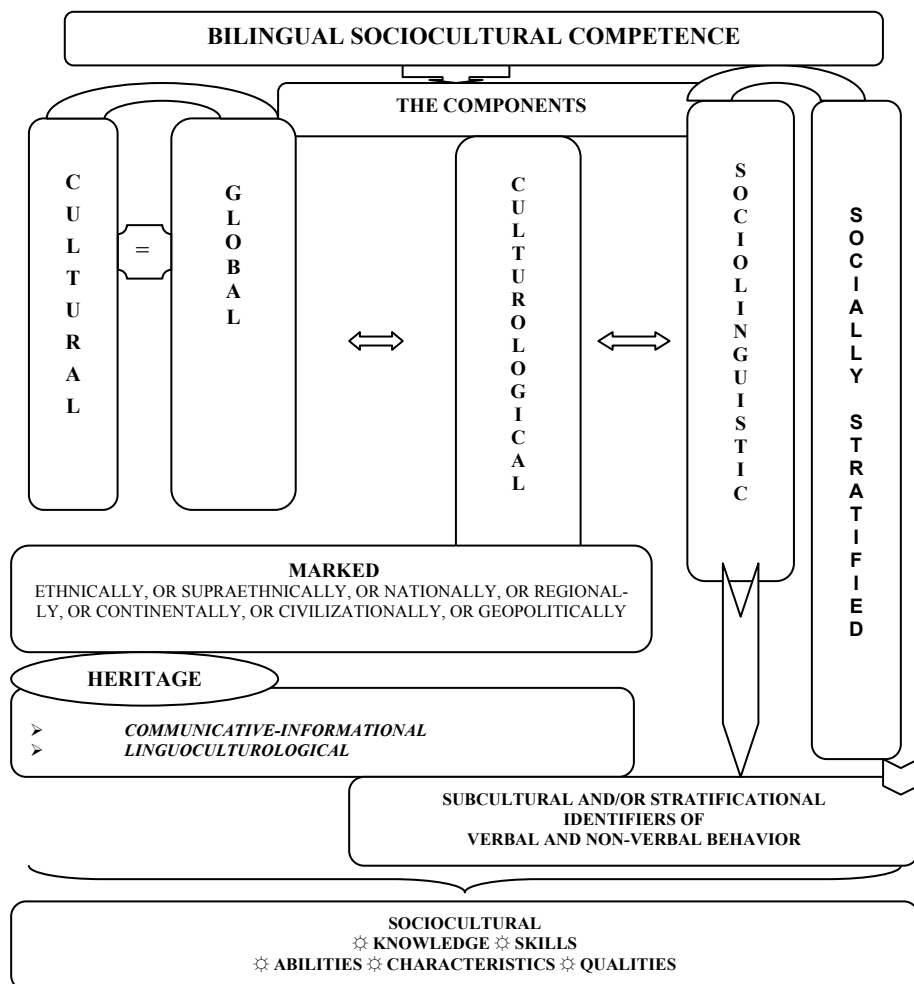 BILINGUAL SOCIOCULTURAL COMPETENCE
THE COMPONENTS
CULTURAL
=
GLOBAL
CULTUROLOGICAL
SOCIOLINGUISTIC
SOCIALLY STRATIFIED
MARKED
ETHNICALLY, OR SUPRAETHNICALLY, OR NATIONALLY, OR REGIONAL-
LY, OR CONTINENTALLY, OR CIVILIZATIONALLY, OR GEOPOLITICALLY
HERITAGE
➢ COMMUNICATIVE-INFORMATIONAL
➢ LINGUOCULTUROLOGICAL
SUBCULTURAL AND/OR STRATIFICATIONAL
IDENTIFIERS OF
VERBAL AND NON-VERBAL BEHAVIOR
SOCIOCULTURAL
☼ KNOWLEDGE ☼ SKILLS
☼ ABILITIES ☼ CHARACTERISTICS ☼ QUALITIES